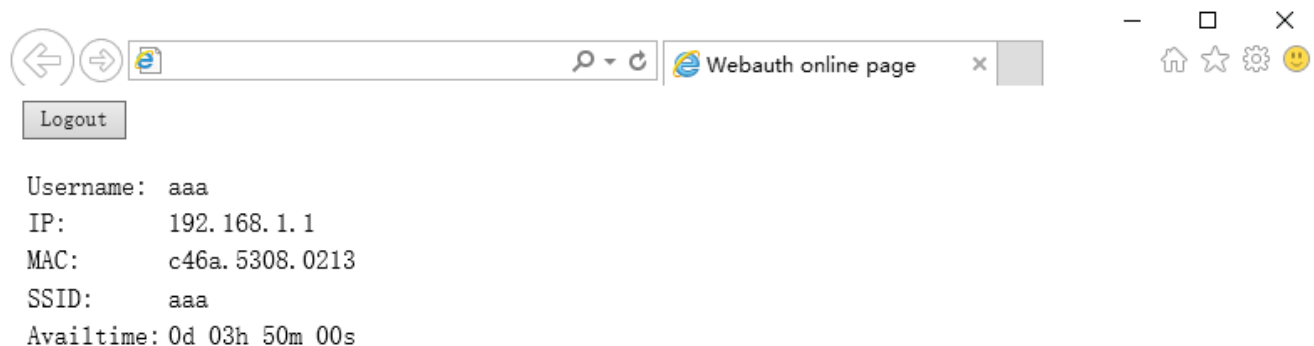 Webauth online page
Logout
Username: aaa
IP: 192.168.1.1
MAC: c46a.5308.0213
SSID: aaa
Availtime: 0d 03h 50m 00s